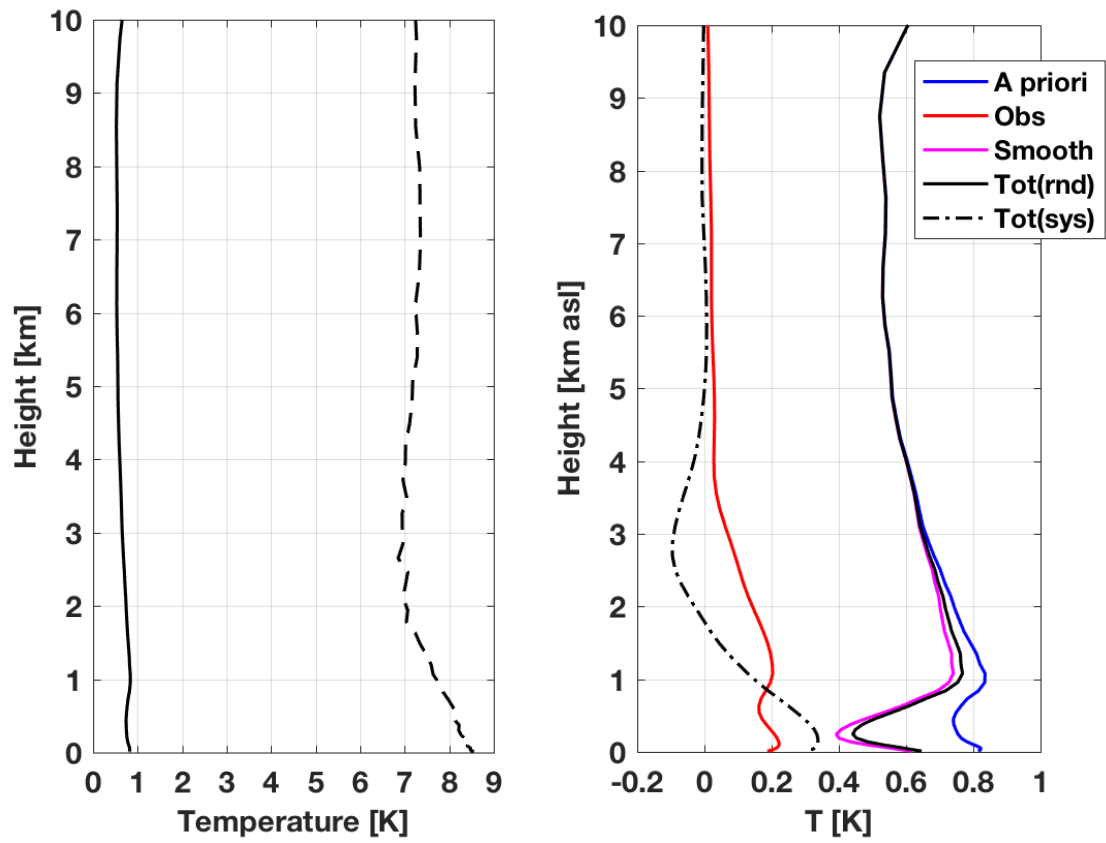 10
9
8
7
6
5
4
3
2
1
0
Height [km]
0 1 2 3 4 5 6 7 8 9
Temperature [K]
10
9
8
7
6
5
4
3
2
1
0
Height [km asl]
-0.2 0 0.2 0.4 0.6 0.8 1
T [K]
A priori
Obs
Smooth
Tot(rnd)
Tot(sys)